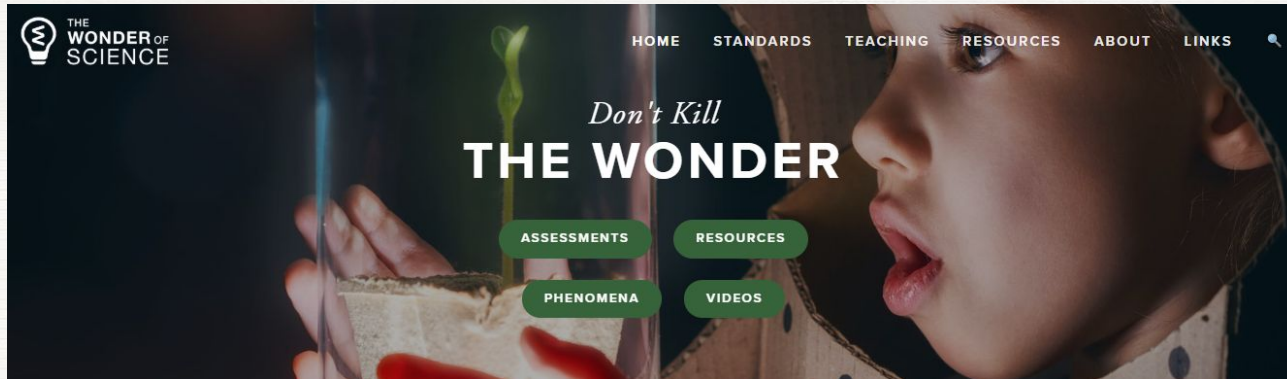 THE
WONDER OF
SCIENCE
HOME STANDARDS TEACHING RESOURCES ABOUT LINKS
Don't Kill
THE WONDER
ASSESSMENTS RESOURCES
PHENOMENA VIDEOS